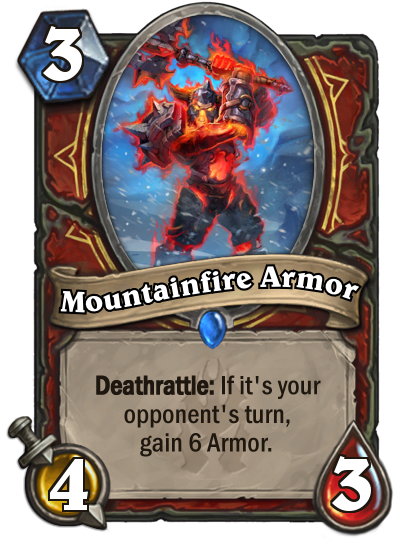 3
Mountainfire Armor
Deathrattle: If it's your
opponent's turn,
gain 6 Armor.
4
3